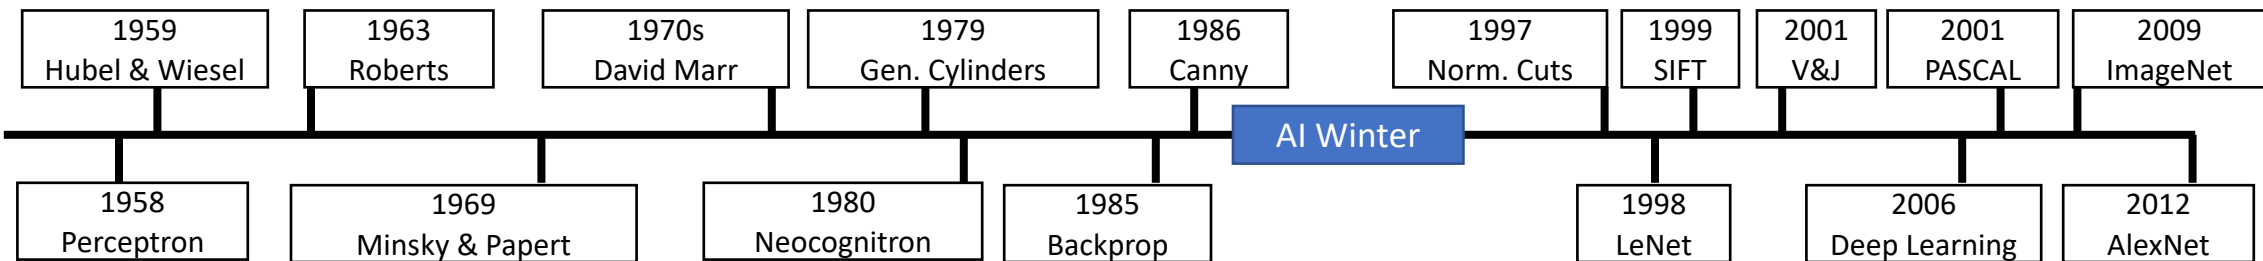 1959
Hubel & Wiesel
1963
Roberts
1970s
David Marr
1979
Gen. Cylinders
1986
Canny
1997
Norm. Cuts
1999
SIFT
2001
V&J
2001
PASCAL
2009
ImageNet
AI Winter
1958
Perceptron
1969
Minsky & Papert
1980
Neocognitron
1985
Backprop
1998
LeNet
2006
Deep Learning
2012
AlexNet